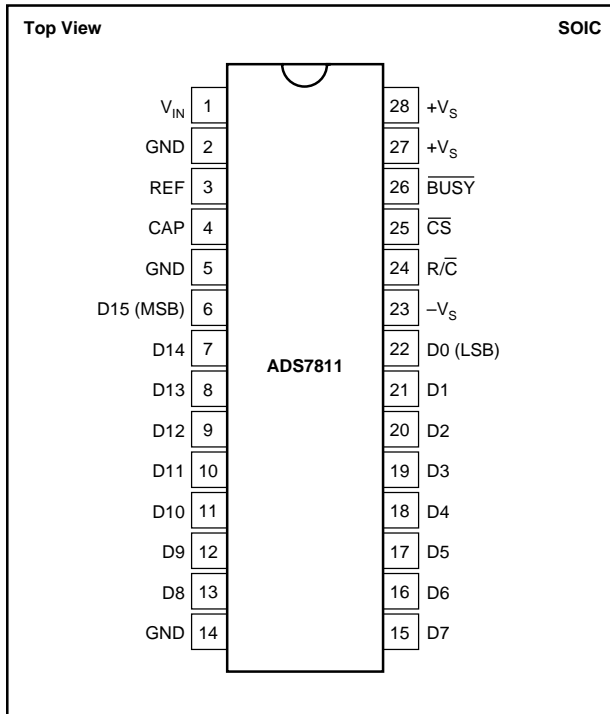 Top View SOIC
V_IN 1 28 +V_S
GND 2 27 +V_S
REF 3 26 B̅U̅S̅Y̅
CAP 4 25 C̅S̅
GND 5 24 R/C̅
D15 (MSB) 6 23 –V_S
D14 7 22 D0 (LSB)
ADS7811
D13 8 21 D1
D12 9 20 D2
D11 10 19 D3
D10 11 18 D4
D9 12 17 D5
D8 13 16 D6
GND 14 15 D7